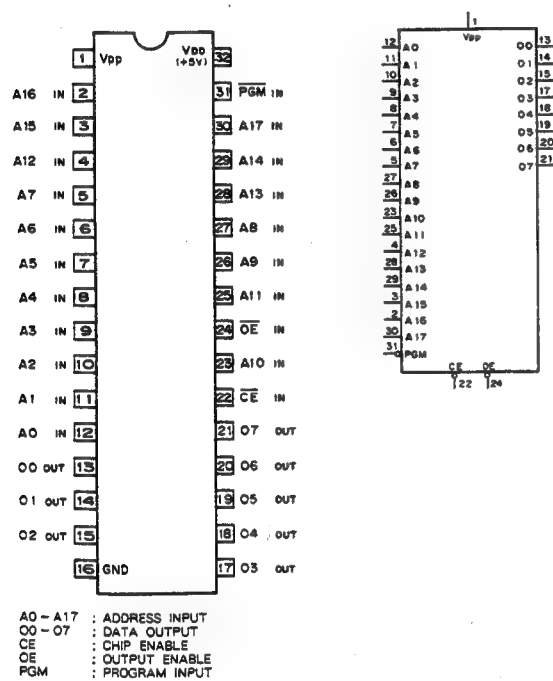 1 Vpp VDD (+5V) 32
A16 IN 2 31 PGM IN
A15 IN 3 30 A17 IN
A12 IN 4 29 A14 IN
A7 IN 5 28 A13 IN
A6 IN 6 27 A8 IN
A5 IN 7 26 A9 IN
A4 IN 8 25 A11 IN
A3 IN 9 24 OE IN
A2 IN 10 23 A10 IN
A1 IN 11 22 CE IN
A0 IN 12 21 O7 OUT
O0 OUT 13 20 O6 OUT
O1 OUT 14 19 O5 OUT
O2 OUT 15 18 O4 OUT
16 GND 17 O3 OUT
A0 - A17 : ADDRESS INPUT
O0 - O7 : DATA OUTPUT
CE : CHIP ENABLE
OE : OUTPUT ENABLE
PGM : PROGRAM INPUT
1
Vpp
12 A0 O0 13
11 A1 O1 14
10 A2 O2 15
9 A3 O3 17
8 A4 O4 18
7 A5 O5 19
6 A6 O6 20
5 A7 O7 21
27 A8
26 A9
23 A10
25 A11
4 A12
28 A13
29 A14
3 A15
2 A16
30 A17
31 PGM
CE OE
22 24